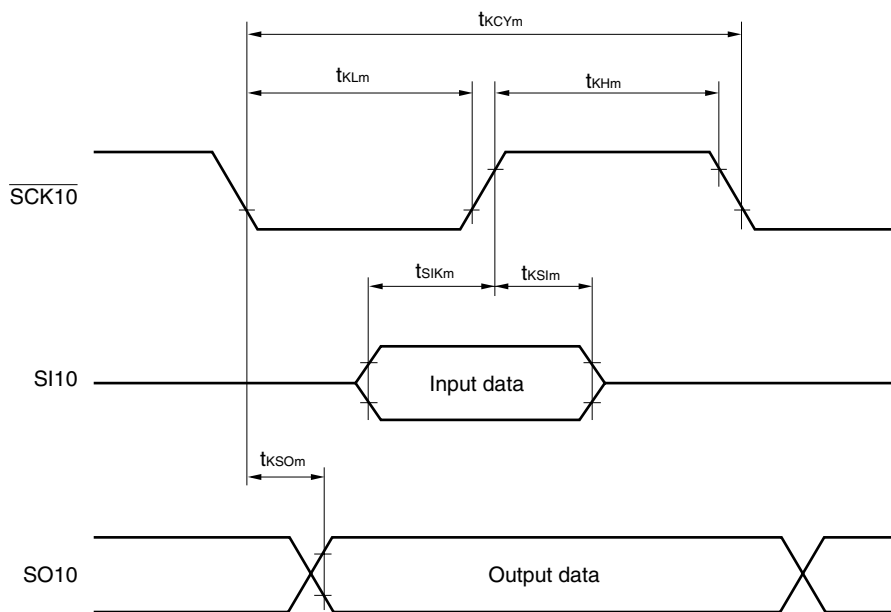 tKCYm
tKLm
tKHm
SCK10
tSIKm
tKSIm
SI10
Input data
tKSOm
SO10
Output data